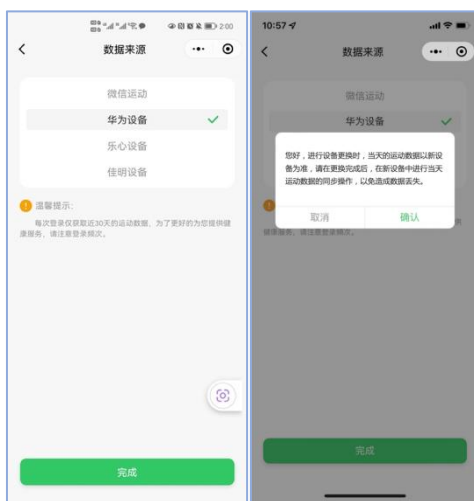 2:00
数据来源
微信运动
华为设备
乐心设备
佳明设备
温馨提示:
每次登录仅获取近30天的运动数据,为了更好的为您提供健
康服务,请注意登录频次。
完成
10:57
数据来源
微信运动
华为设备
您好,进行设备更换时,当天的运动数据以新设
备为准,请在更换完成后,在新设备中进行当天
运动数据的同步操作,以免造成数据丢失。
取消
确认
康服务,请注意登录频次。
完成